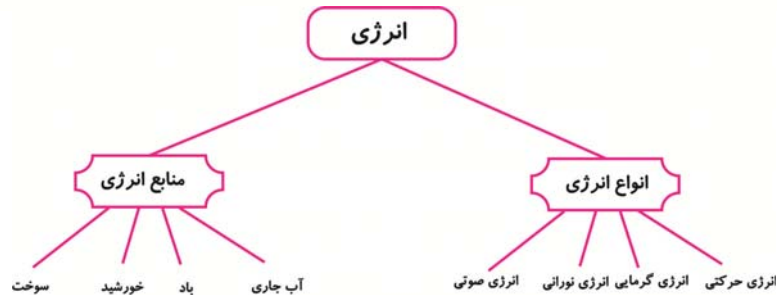 انرژی
انواع انرژی
منابع انرژی
انرژی حرکتی
انرژی گرمایی
انرژی نورانی
انرژی صوتی
آب جاری
باد
خورشید
سوخت